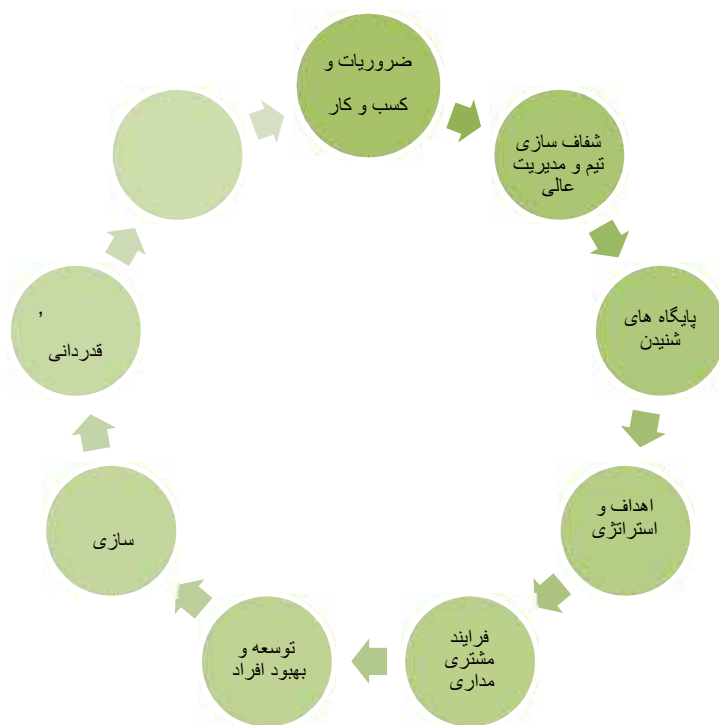 ضروریات و
کسب و کار
شفاف سازی
تیم و مدیریت
عالی
پایگاه های
شنیدن
اهداف و
استراتژی
فرایند
مشتری
مداری
توسعه و
بهبود افراد
سازی
,
قدردانی